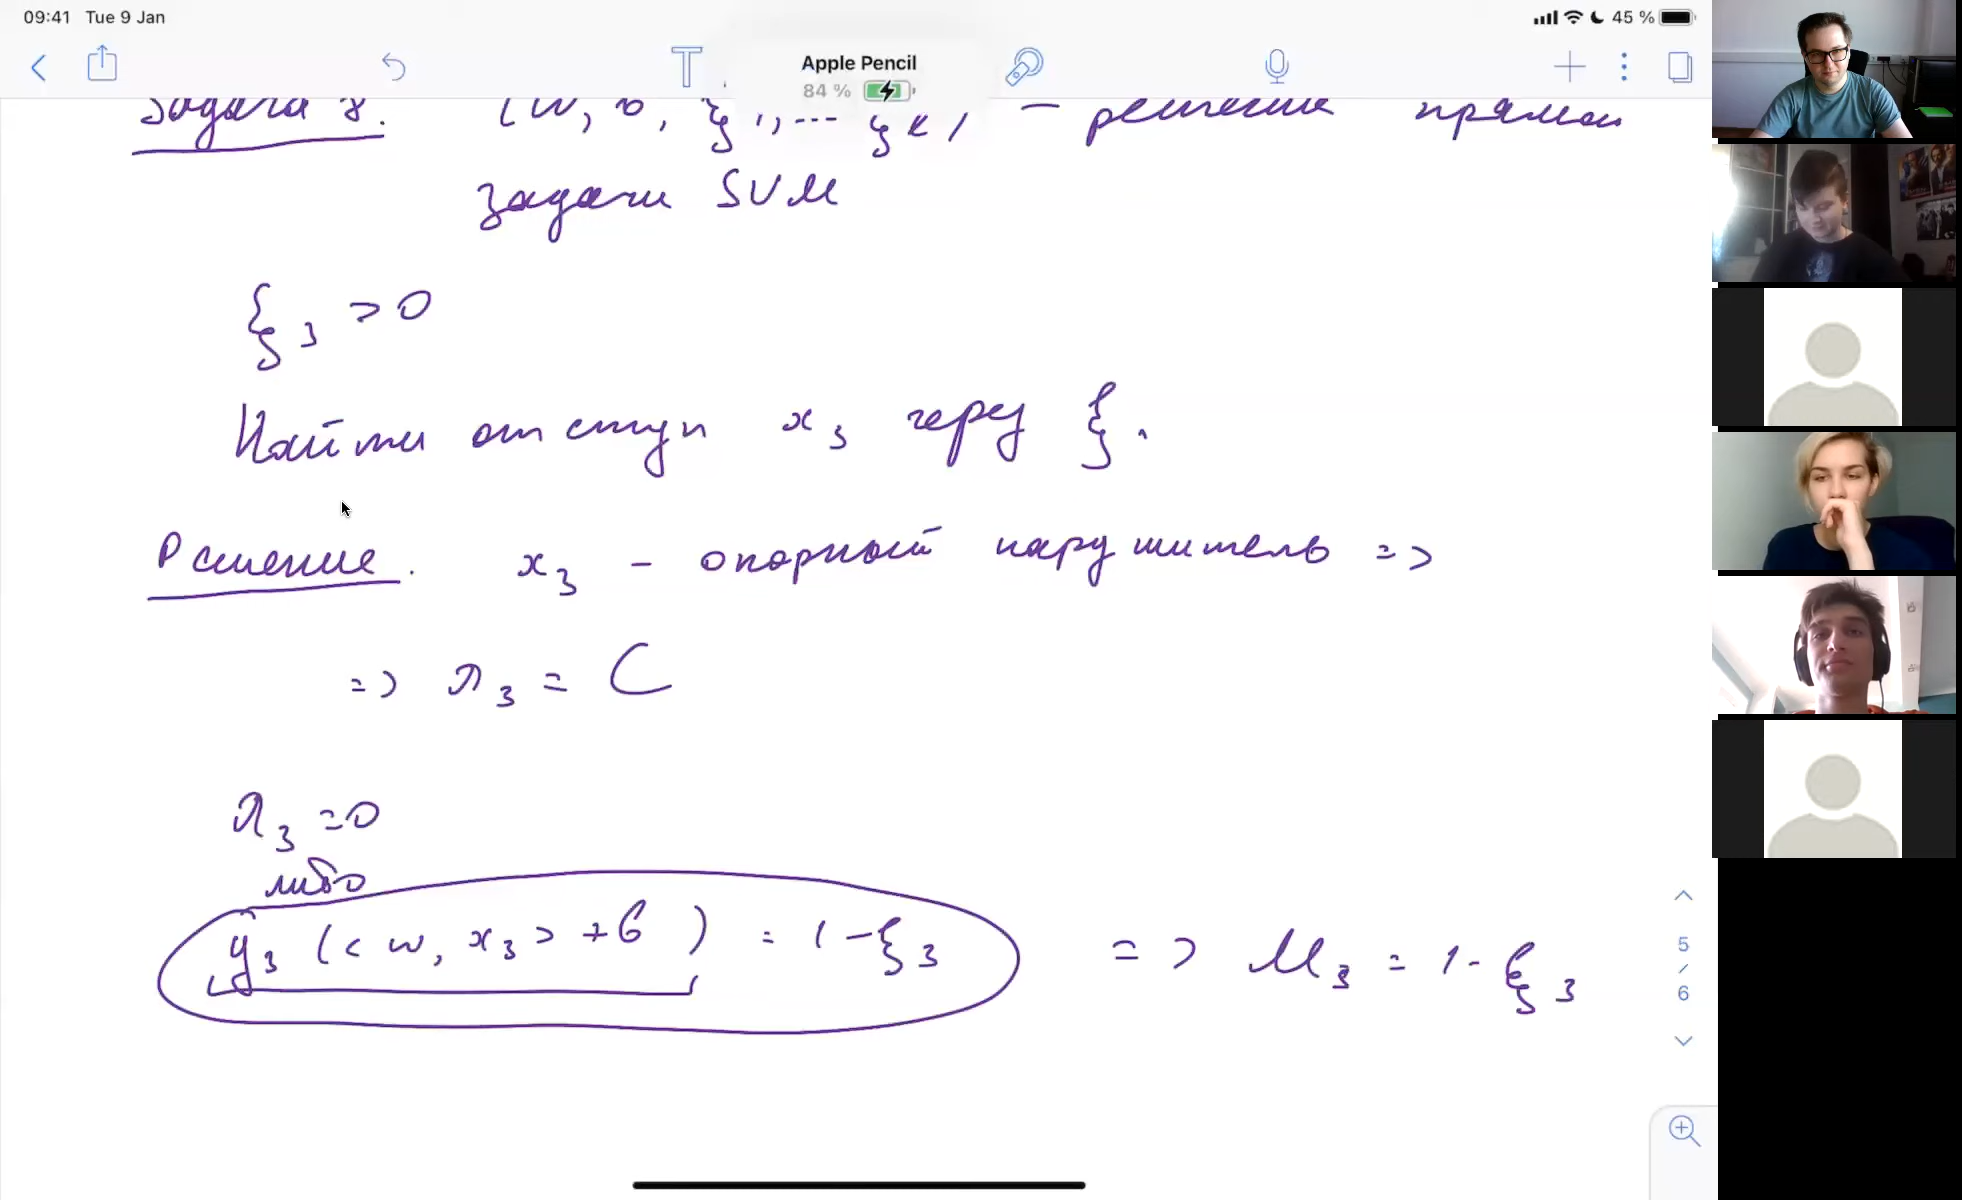 09:41 Tue 9 Jan
45 %
Apple Pencil
84 %
Задача 8. (w, b, ξ1, ... ξk) — решение прямой
задачи SVM
ξ3 > 0
Найти отступ x3 через ξ.
Решение. x3 — опорный нарушитель =>
=> λ3 = C
λ3 = 0
либо
y3 (<w, x3> + b) = 1 - ξ3 => M3 = 1 - ξ3
5
/
6